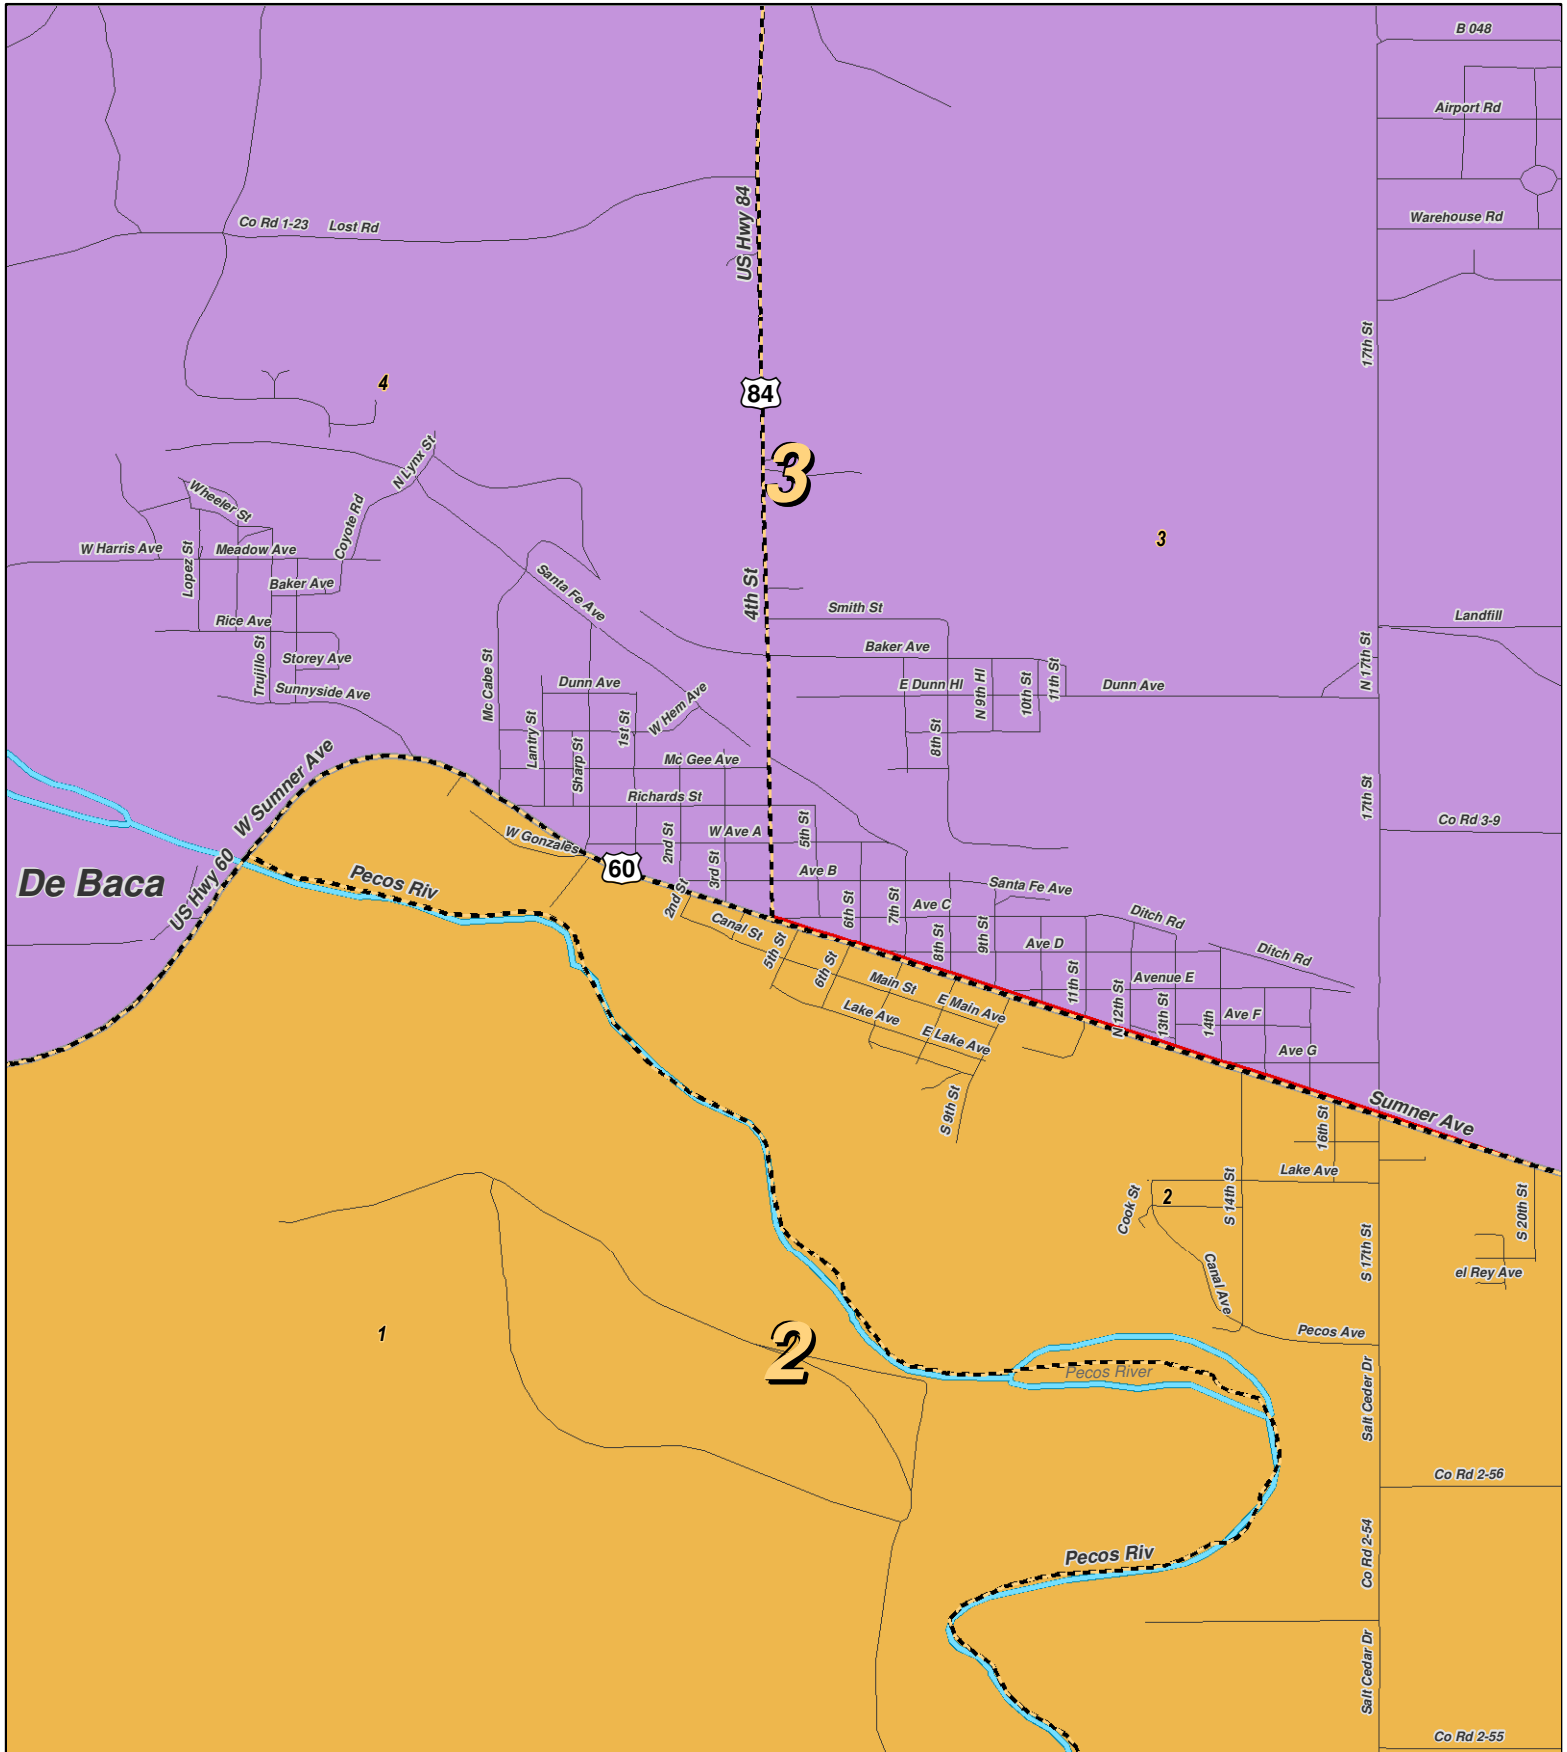 B 048
Airport Rd
US Hwy 84
Co Rd 1-23
Lost Rd
Warehouse Rd
17th St
84
4
3
N Lynx St
Wheeler St
Coyote Rd
3
W Harris Ave
Meadow Ave
Lopez St
Baker Ave
Santa Fe Ave
4th St
Smith St
Landfill
Rice Ave
Trujillo St
Storey Ave
Sunnyside Ave
Mc Cabe St
Baker Ave
N 17th St
Dunn Ave
E Dunn Hl
N 9th Hl
10th St
11th St
Dunn Ave
W Hem Ave
Lantry St
1st St
Sharp St
8th St
Mc Gee Ave
Richards St
17th St
W Sumner Ave
W Gonzales
2nd St
W Ave A
5th St
Co Rd 3-9
60
3rd St
Ave B
De Baca
US Hwy 60
Pecos Riv
2nd St
Santa Fe Ave
6th St
7th St
Ave C
Ditch Rd
Canal St
5th St
8th St
9th St
Ave D
Ditch Rd
6th St
Main St
11th St
Avenue E
E Main Ave
Lake Ave
N 12th St
13th St
14th
Ave F
E Lake Ave
Ave G
S 9th St
Sumner Ave
16th St
Lake Ave
Cook St
2
S 14th St
S 20th St
S 17th St
Canal Ave
el Rey Ave
1
2
Pecos Ave
Pecos River
Salt Ceder Dr
Co Rd 2-56
Co Rd 2-54
Pecos Riv
Salt Cedar Dr
Co Rd 2-55